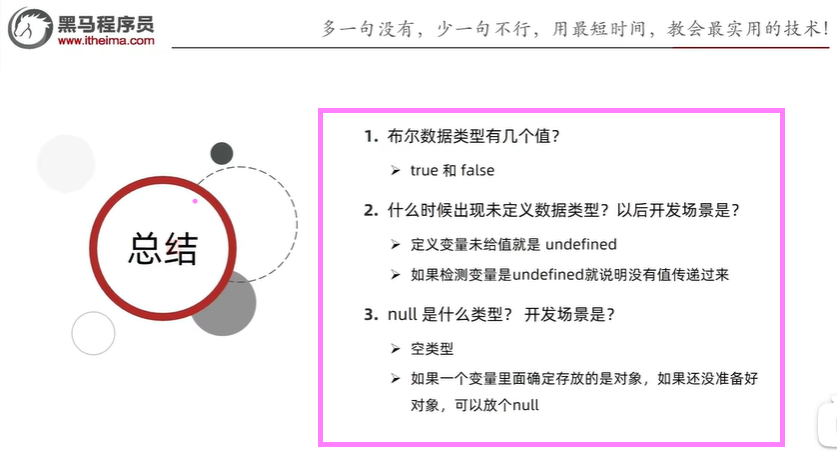 黑马程序员
www.itheima.com
多一句没有，少一句不行，用最短时间，教会最实用的技术！
总结
1. 布尔数据类型有几个值？
➢ true 和 false
2. 什么时候出现未定义数据类型？以后开发场景是？
➢ 定义变量未给值就是 undefined
➢ 如果检测变量是undefined就说明没有值传递过来
3. null 是什么类型？ 开发场景是？
➢ 空类型
➢ 如果一个变量里面确定存放的是对象，如果还没准备好
对象，可以放个null